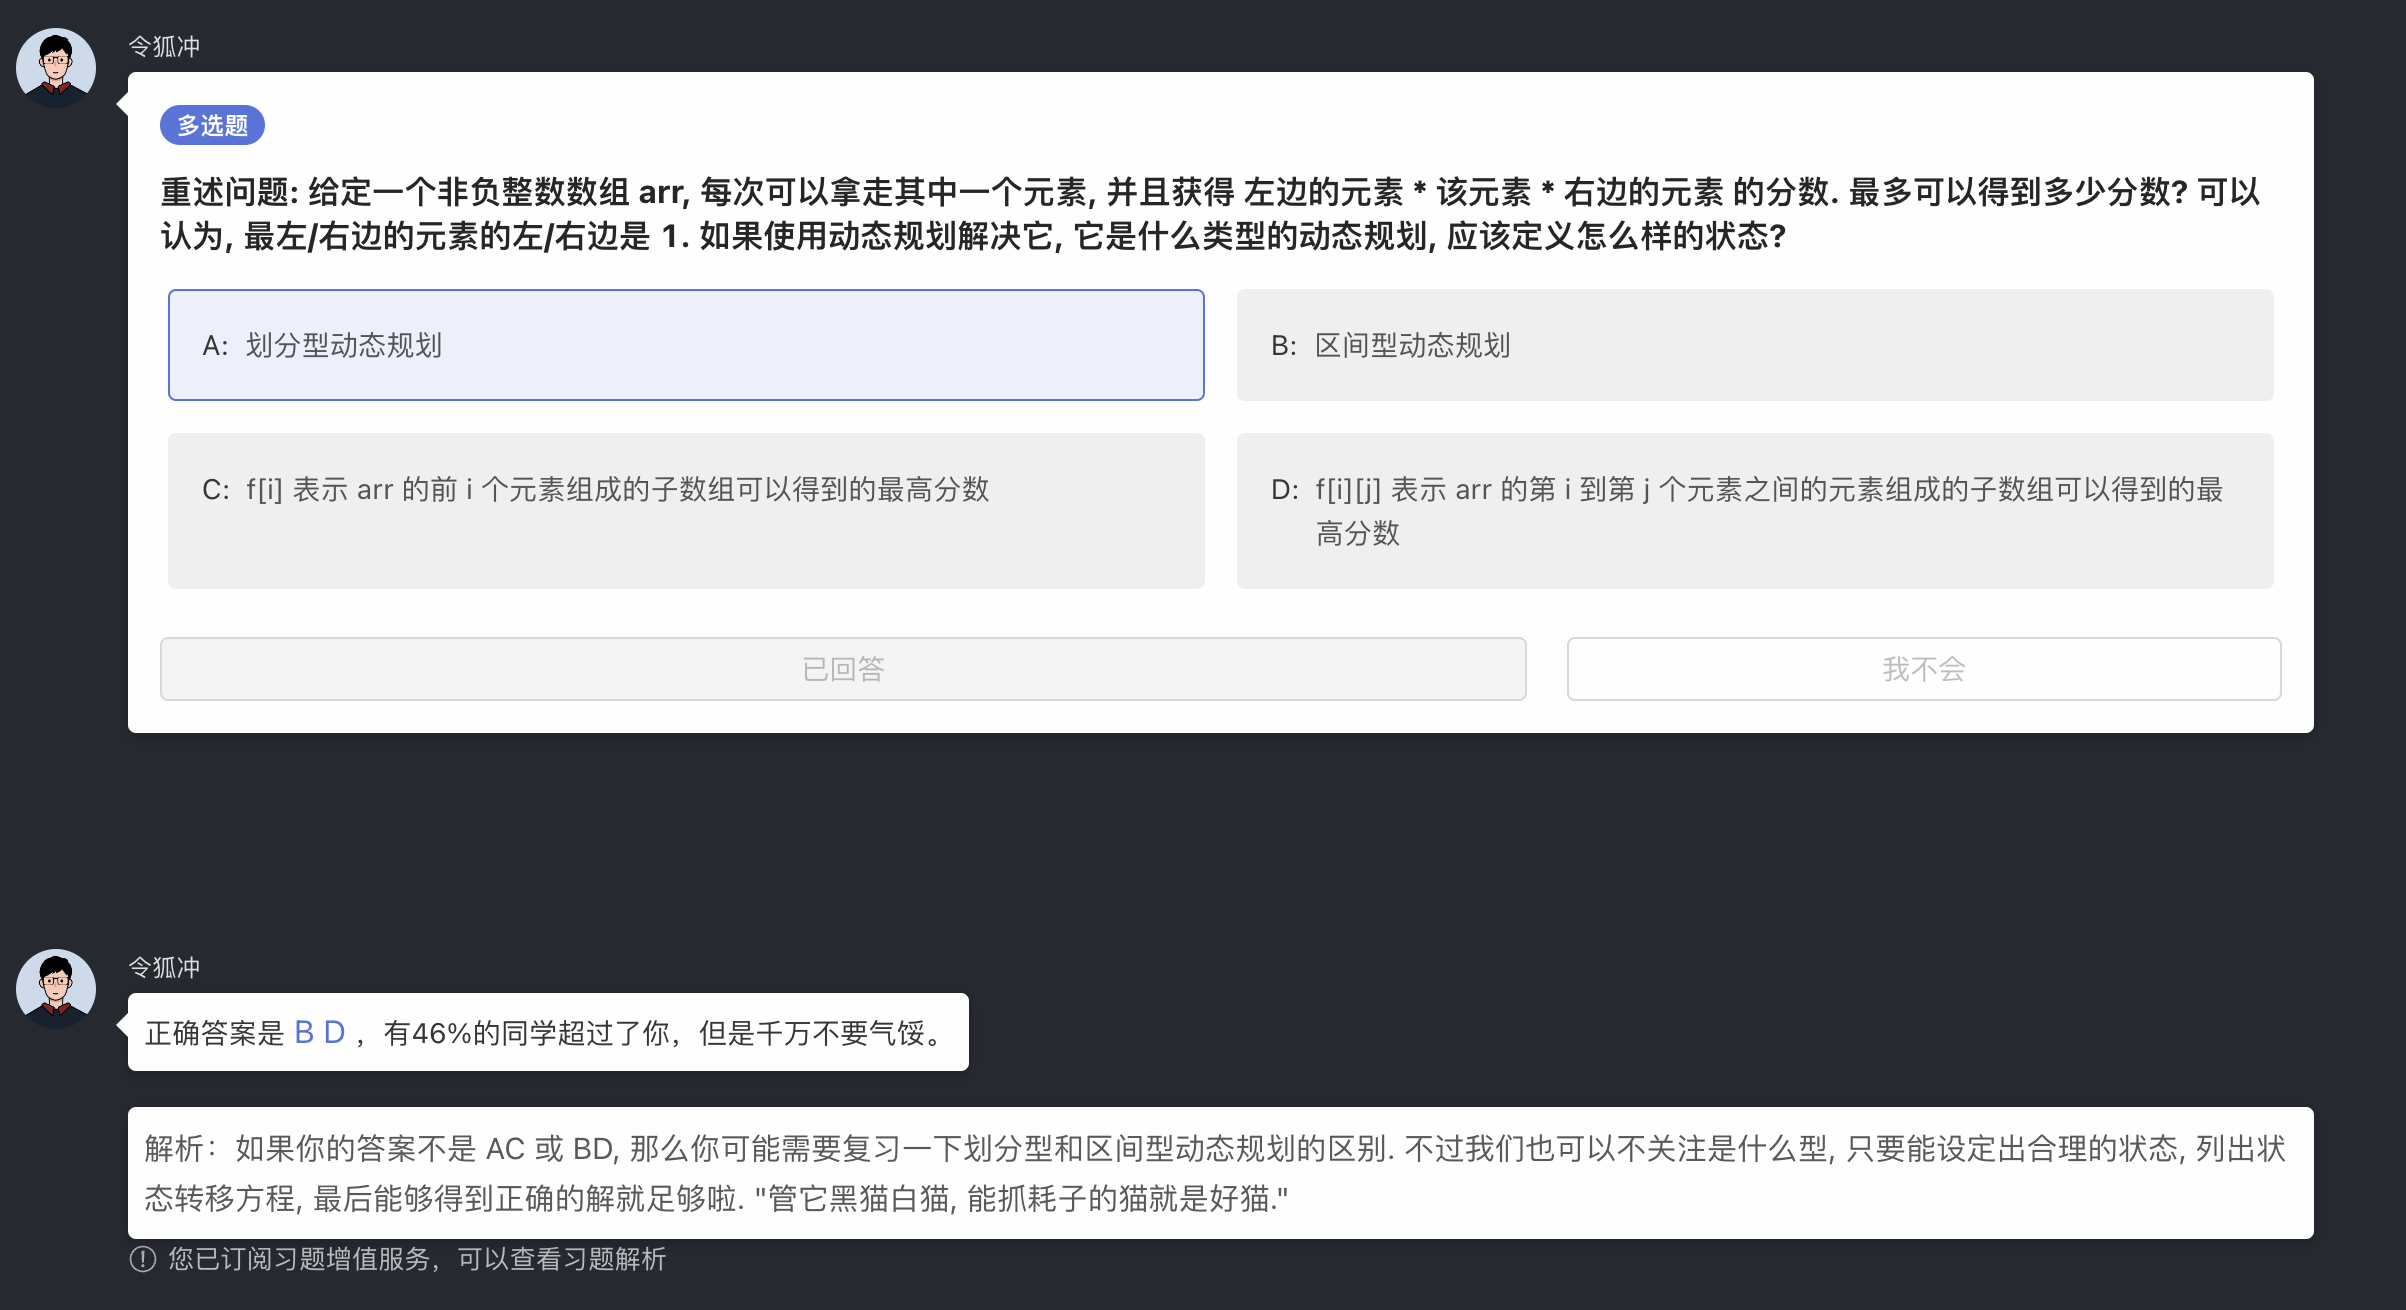 令狐冲
多选题
重述问题: 给定一个非负整数数组 arr, 每次可以拿走其中一个元素, 并且获得 左边的元素 * 该元素 * 右边的元素 的分数. 最多可以得到多少分数? 可以
认为, 最左/右边的元素的左/右边是 1. 如果使用动态规划解决它, 它是什么类型的动态规划, 应该定义怎么样的状态?
A: 划分型动态规划
B: 区间型动态规划
C: f[i] 表示 arr 的前 i 个元素组成的子数组可以得到的最高分数
D: f[i][j] 表示 arr 的第 i 到第 j 个元素之间的元素组成的子数组可以得到的最
高分数
已回答
我不会
令狐冲
正确答案是 B D ，有46%的同学超过了你，但是千万不要气馁。
解析：如果你的答案不是 AC 或 BD, 那么你可能需要复习一下划分型和区间型动态规划的区别. 不过我们也可以不关注是什么型, 只要能设定出合理的状态, 列出状
态转移方程, 最后能够得到正确的解就足够啦. "管它黑猫白猫, 能抓耗子的猫就是好猫."
您已订阅习题增值服务，可以查看习题解析